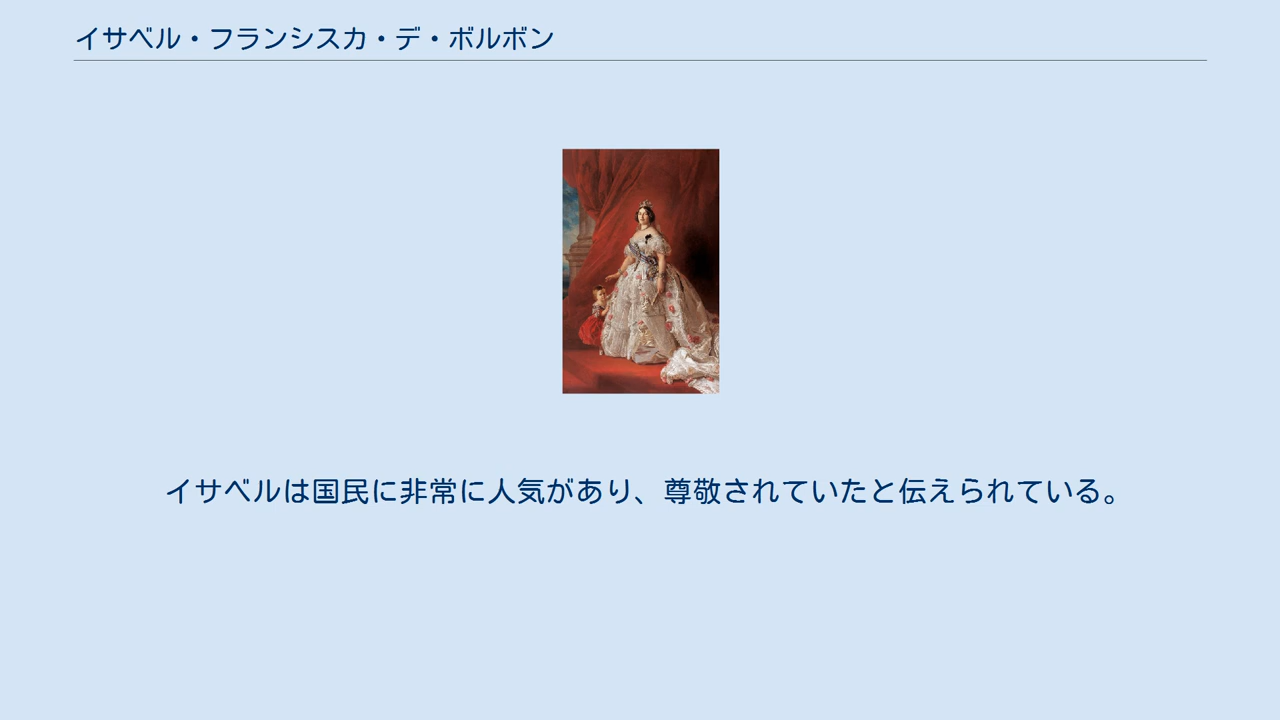 イサベル・フランシスカ・デ・ボルボン
イサベルは国民に非常に人気があり、尊敬されていたと伝えられている。